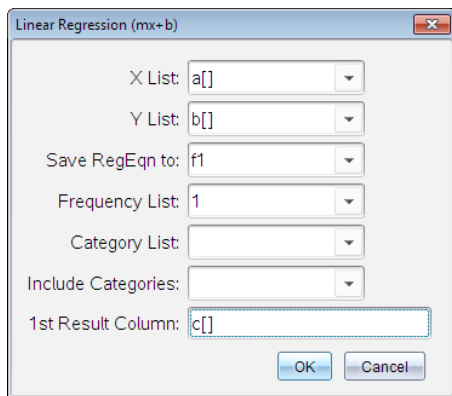 Linear Regression (mx+b)
X List: a[]
Y List: b[]
Save RegEqn to: f1
Frequency List: 1
Category List:
Include Categories:
1st Result Column: c[]
OK Cancel